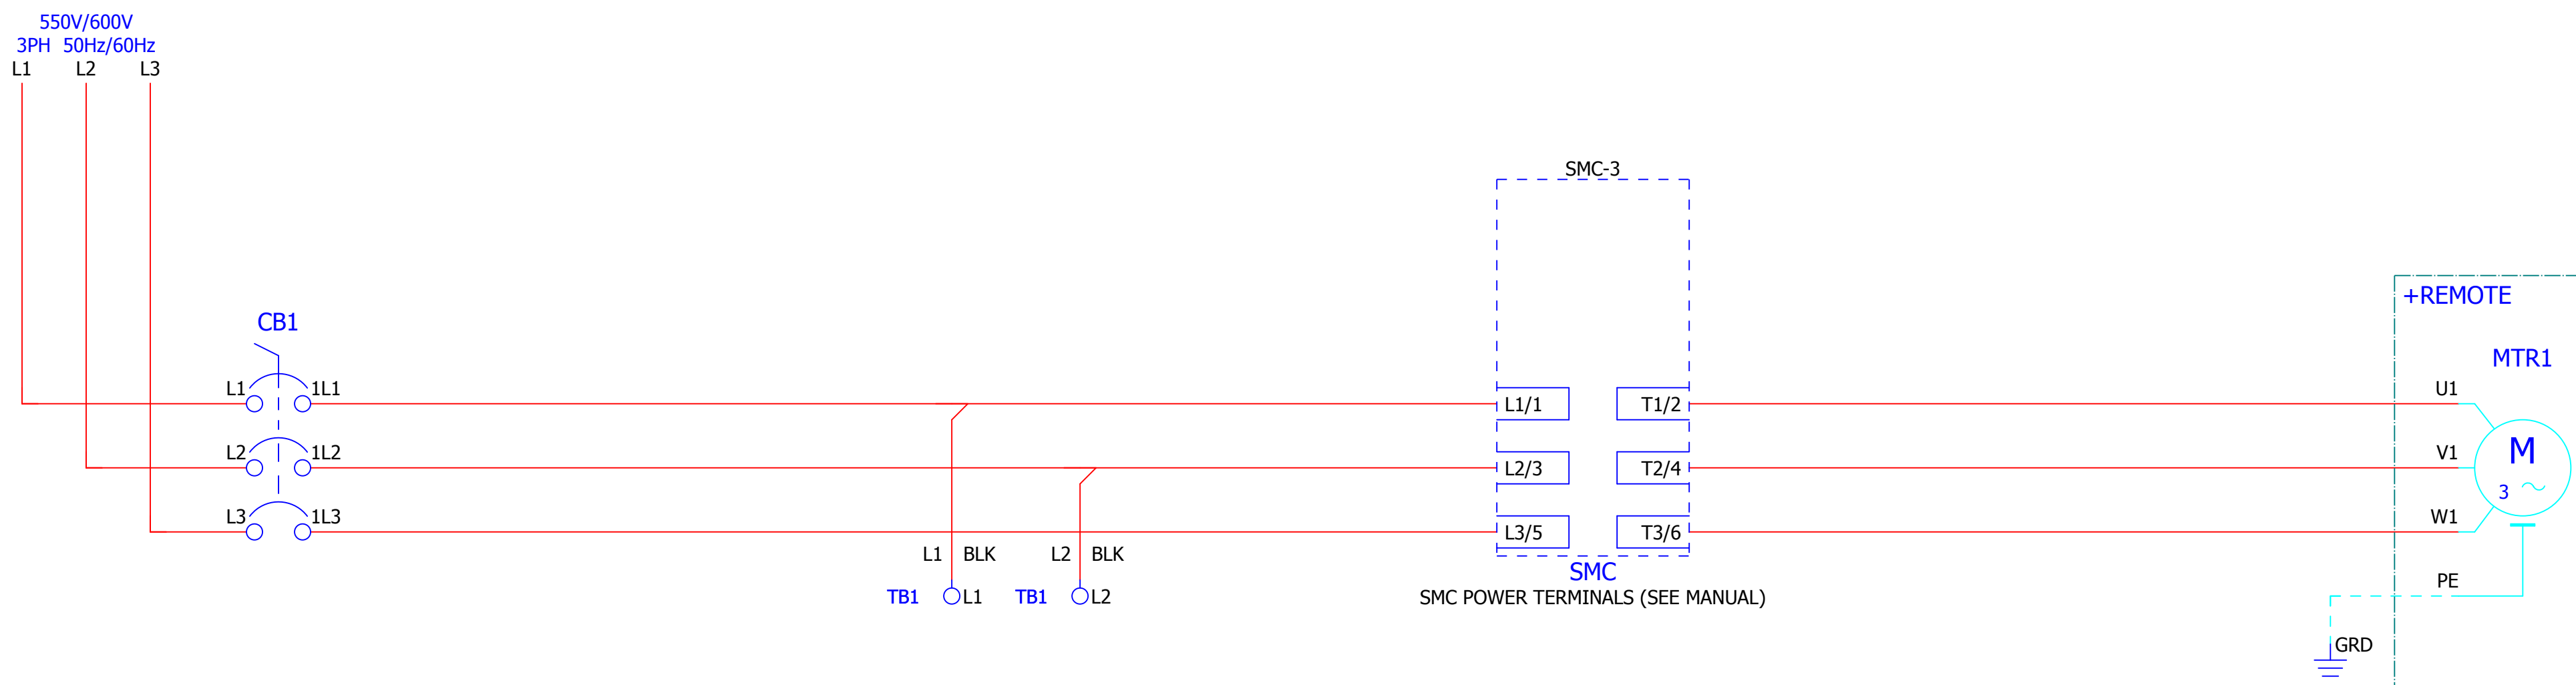 550V/600V
3PH 50Hz/60Hz
L1 L2 L3
SMC-3
+REMOTE
CB1
MTR1
L1 1L1
L1/1 T1/2
U1
L2 1L2
L2/3 T2/4
V1
M
3
L3 1L3
L3/5 T3/6
W1
L1 BLK L2 BLK
SMC
PE
TB1 L1 TB1 L2
SMC POWER TERMINALS (SEE MANUAL)
GRD